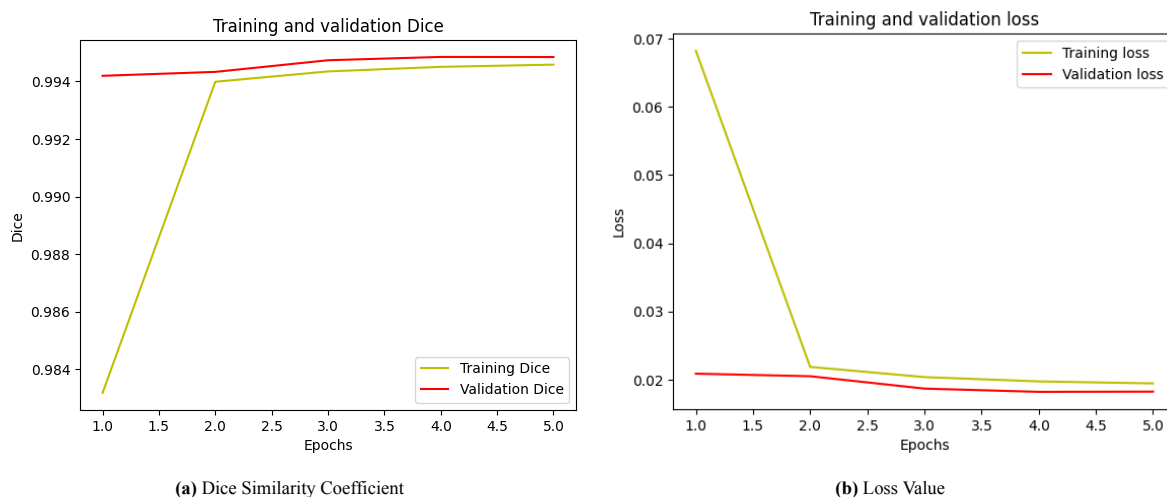 Training and validation Dice
0.994
0.992
0.990
0.988
0.986
0.984
Dice
Training Dice
Validation Dice
1.0 1.5 2.0 2.5 3.0 3.5 4.0 4.5 5.0
Epochs
(a) Dice Similarity Coefficient
Training and validation loss
0.07
0.06
0.05
0.04
0.03
0.02
Loss
Training loss
Validation loss
1.0 1.5 2.0 2.5 3.0 3.5 4.0 4.5 5.0
Epochs
(b) Loss Value